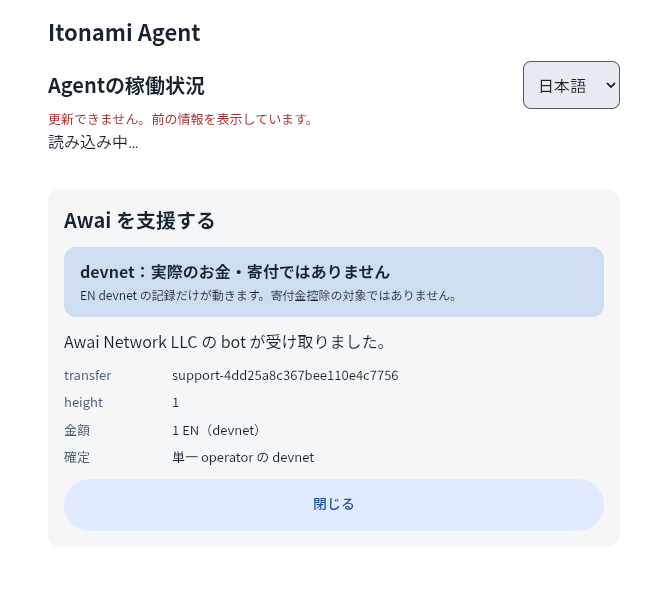 Itonami Agent
Agentの稼働状況
日本語
更新できません。前の情報を表示しています。
読み込み中...
Awai を支援する
devnet：実際のお金・寄付ではありません
EN devnet の記録だけが動きます。寄付金控除の対象ではありません。
Awai Network LLC の bot が受け取りました。
transfer support-4dd25a8c367bee110e4c7756
height 1
金額 1 EN（devnet）
確定 単一 operator の devnet
閉じる